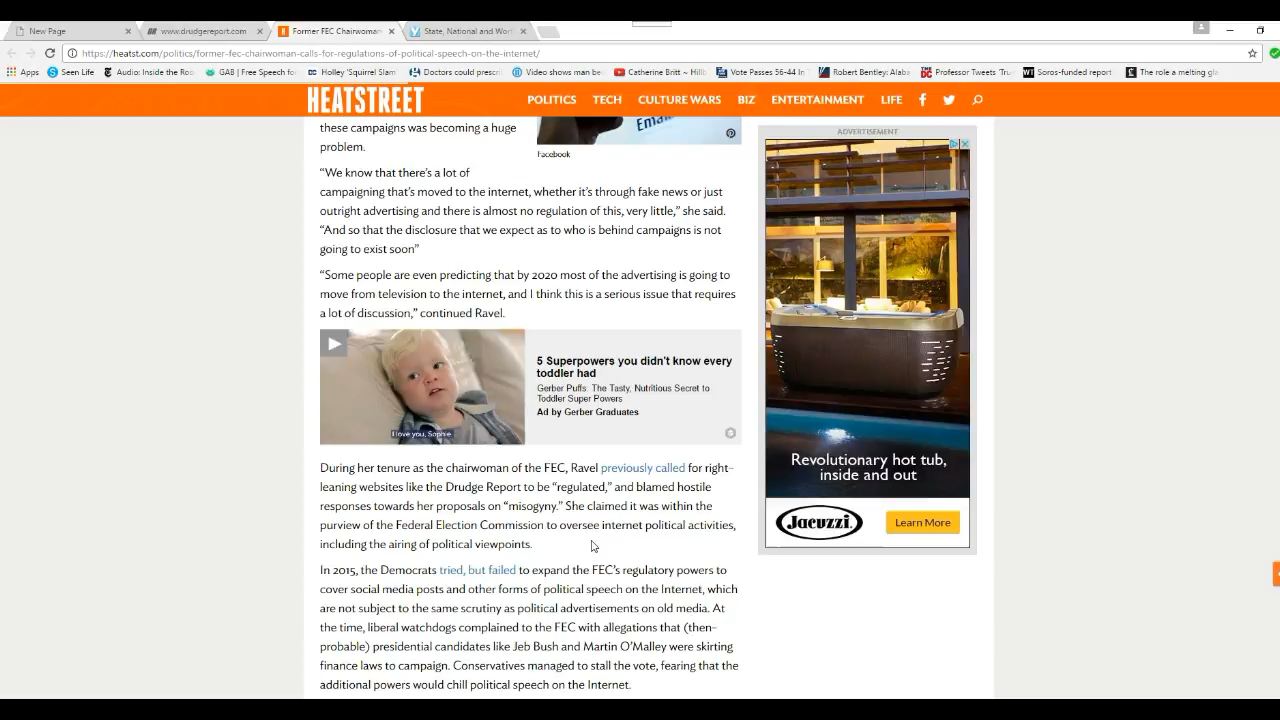 New Page
www.drudgereport.com
Former FEC Chairwoman
State, National and Wor
https://heatst.com/politics/former-fec-chairwoman-calls-for-regulations-of-political-speech-on-the-internet/
Apps
Seen Life
Audio: Inside the Roo
GAB | Free Speech fo
Holley 'Squirrel Slam
Doctors could prescri
Video shows man be
Catherine Britt ~ Hillb
Vote Passes 56-44 In
Robert Bentley: Alaba
Professor Tweets 'Tru
Soros-funded report
The role a melting gla
HEATSTREET
POLITICS TECH CULTURE WARS BIZ ENTERTAINMENT LIFE
these campaigns was becoming a huge
problem.
Email
Facebook
“We know that there’s a lot of
campaigning that’s moved to the internet, whether it’s through fake news or just
outright advertising and there is almost no regulation of this, very little,” she said.
“And so that the disclosure that we expect as to who is behind campaigns is not
going to exist soon”
“Some people are even predicting that by 2020 most of the advertising is going to
move from television to the internet, and I think this is a serious issue that requires
a lot of discussion,” continued Ravel.
I love you, Sophie.
5 Superpowers you didn't know every
toddler had
Gerber Puffs: The Tasty, Nutritious Secret to
Toddler Super Powers
Ad by Gerber Graduates
During her tenure as the chairwoman of the FEC, Ravel previously called for right-
leaning websites like the Drudge Report to be “regulated,” and blamed hostile
responses towards her proposals on “misogyny.” She claimed it was within the
purview of the Federal Election Commission to oversee internet political activities,
including the airing of political viewpoints.
In 2015, the Democrats tried, but failed to expand the FEC’s regulatory powers to
cover social media posts and other forms of political speech on the Internet, which
are not subject to the same scrutiny as political advertisements on old media. At
the time, liberal watchdogs complained to the FEC with allegations that (then-
probable) presidential candidates like Jeb Bush and Martin O’Malley were skirting
finance laws to campaign. Conservatives managed to stall the vote, fearing that the
additional powers would chill political speech on the Internet.
ADVERTISEMENT
Revolutionary hot tub,
inside and out
Jacuzzi
Learn More